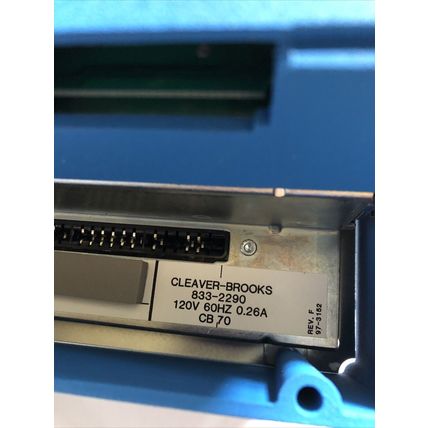 CLEAVER-BROOKS
833-2290
120V 60HZ 0.26A
CB 70
REV. F
97-3152